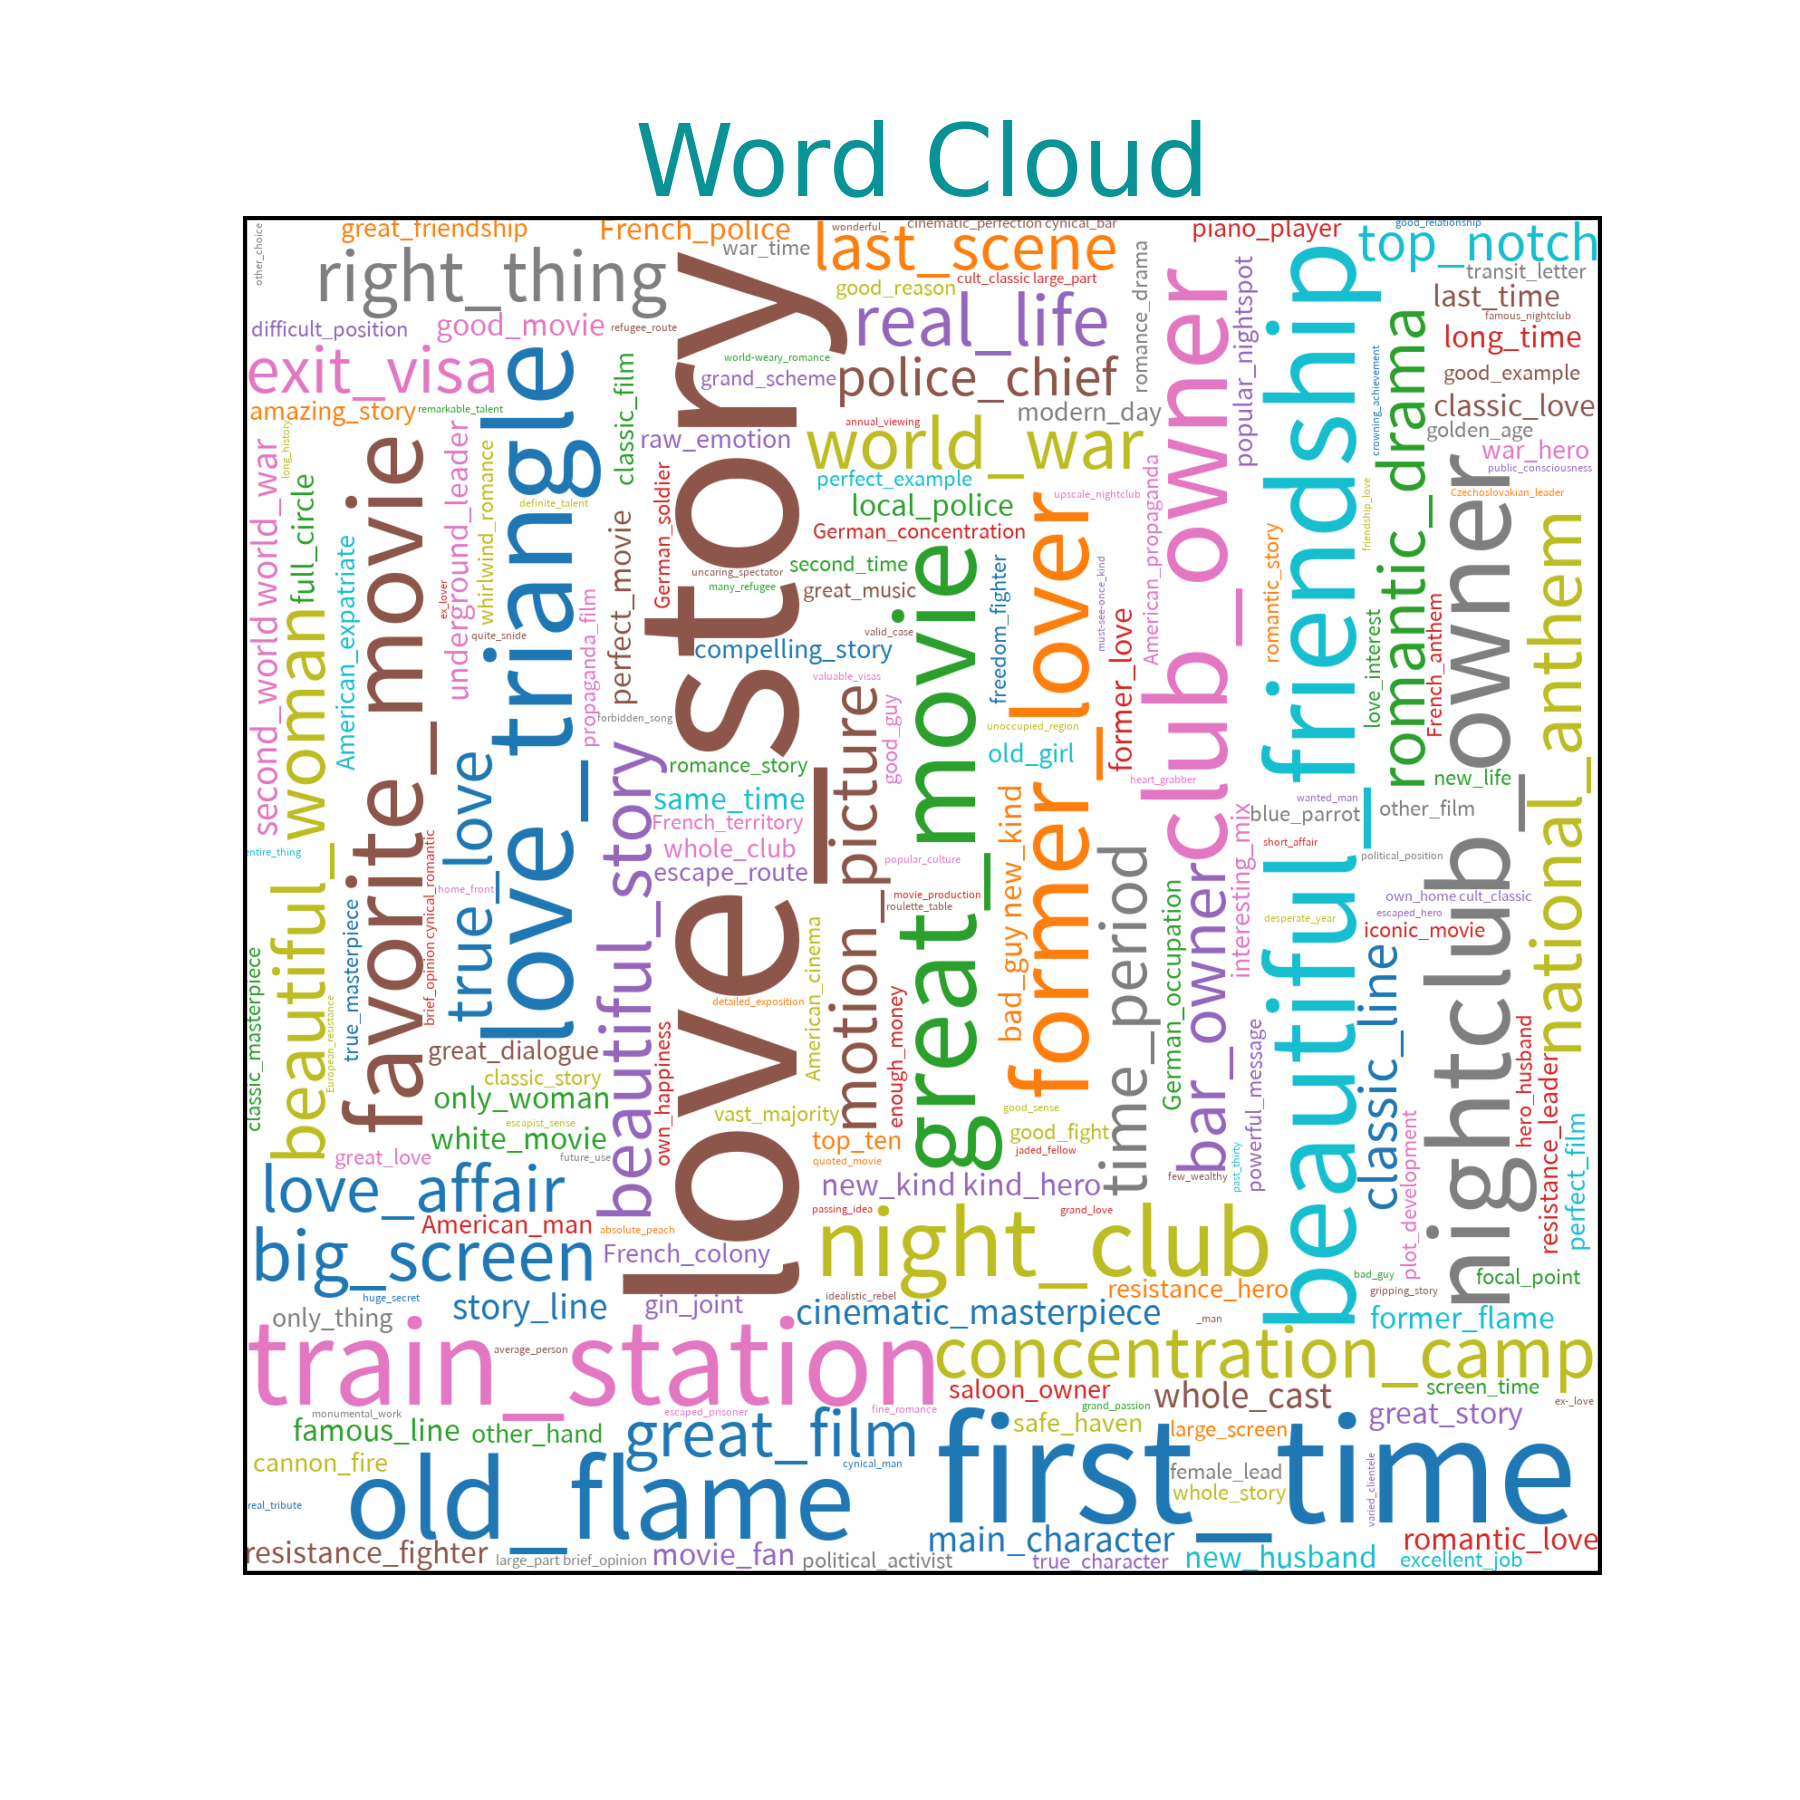 Word Cloud
other_choice
great_friendship
French_police
wonderful_
cinematic_perfection cynical_bar
piano_player
good_relationship
top_notch
last_scene
war_time
right_thing
transit_letter
cult_classic large_part
good_reason
last_time
famous_nightclub
real_life
romance_drama
popular_nightspot
difficult_position
good_movie
refugee_route
long_time
exit_visa
world-weary_romance
grand_scheme
police_chief
good_example
crowning_achievement
amazing_story
remarkable_talent
classic_film
annual_viewing
modern_day
classic_love
golden_age
long_history
raw_emotion
world_war
war_hero
public_consciousness
perfect_example
upscale_nightclub
Czechoslovakian_leader
local_police
definite_talent
German_concentration
friendship_love
second_world world_war
full_circle
American_expatriate
favorite_movie
underground_leader
whirlwind_romance
love_triangle
love_story
German_soldier
perfect_movie
second_time
uncaring_spectator
many_refugee
great_music
ex_lover
quite_snide
propaganda_film
valid_case
compelling_story
valuable_visas
forbidden_song
great_movie
freedom_fighter
former_lover
must-see-once_kind
former_love
American_propaganda
club_owner
romantic_story
beautiful_friendship
love_interest
romantic_drama
French_anthem
nightclub_owner
national_anthem
beautiful_woman
good_guy
unoccupied_region
old_girl
heart_grabber
romance_story
new_life
same_time
French_territory
whole_club
escape_route
wanted_man
blue_parrot
other_film
short_affair
political_position
entire_thing
true_love
beautiful_story
motion_picture
popular_culture
movie_production
roulette_table
bad_guy new_kind
time_period
German_occupation
bar_owner
interesting_mix
own_home cult_classic
escaped_hero
iconic_movie
desperate_year
home_front
brief_opinion cynical_romantic
true_masterpiece
classic_masterpiece
European_resistance
American_cinema
detailed_exposition
enough_money
great_dialogue
classic_story
only_woman
own_happiness
vast_majority
escapist_sense
white_movie
great_love
future_use
top_ten
quoted_movie
good_sense
good_fight
jaded_fellow
powerful_message
past_thirty
few_wealthy
classic_line
plot_development
hero_husband
resistance_leader
perfect_film
love_affair
new_kind kind_hero
passing_idea
grand_love
American_man
absolute_peach
big_screen
French_colony
night_club
bad_guy
focal_point
gripping_story
huge_secret
idealistic_rebel
resistance_hero
story_line
gin_joint
cinematic_masterpiece
_man
former_flame
only_thing
train_station
average_person
concentration_camp
saloon_owner
whole_cast
screen_time
ex-_love
grand_passion
monumental_work
escaped_prisoner
fine_romance
great_story
famous_line
other_hand
great_film
safe_haven
large_screen
cannon_fire
cynical_man
first_time
female_lead
whole_story
varied_clientele
real_tribute
old_flame
main_character
romantic_love
resistance_fighter
large_part brief_opinion
movie_fan
political_activist
true_character
new_husband
excellent_job